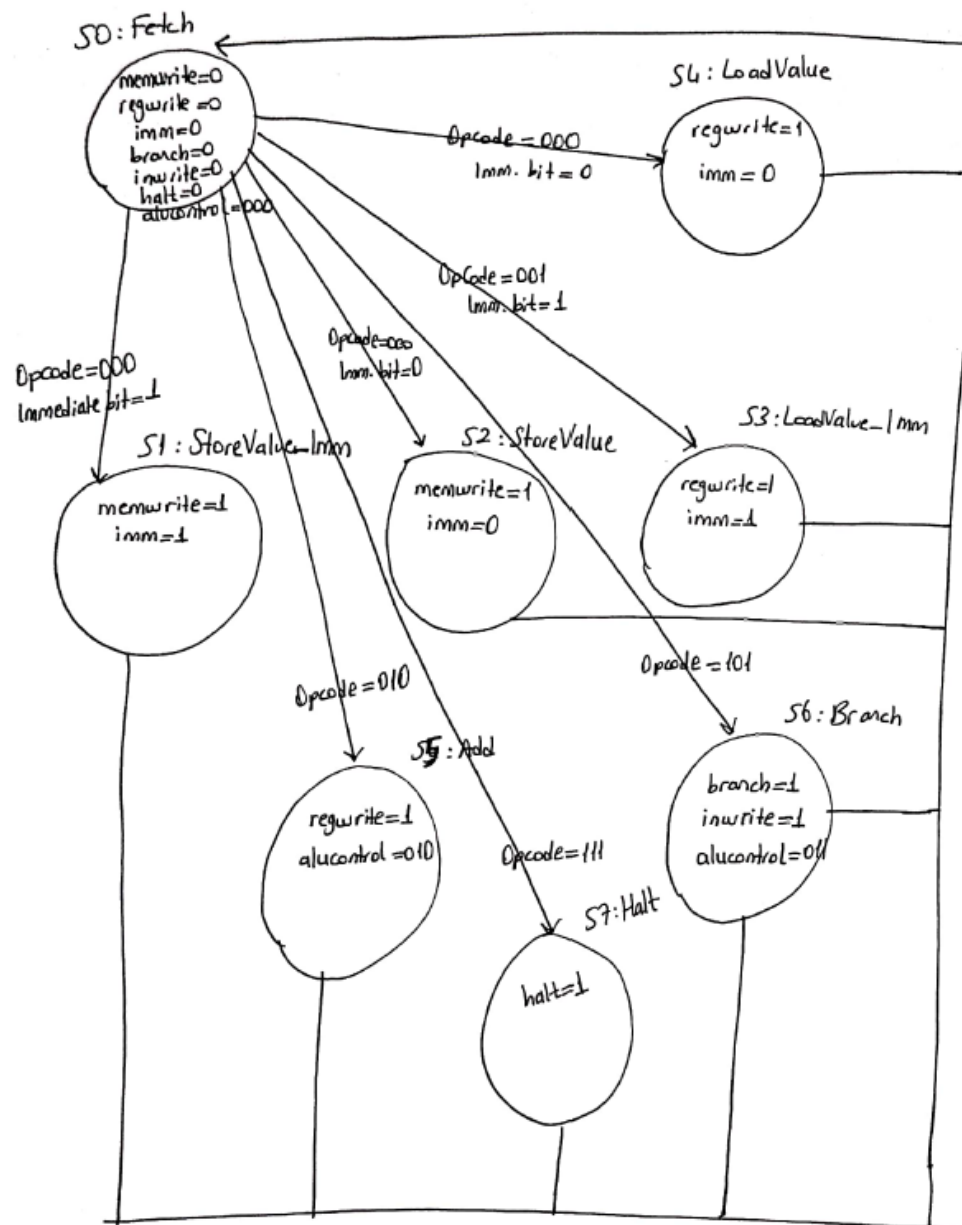 S0: Fetch
memwrite=0
regwrite=0
imm=0
branch=0
inwrite=0
halt=0
alucontrol=000
S4: LoadValue
regwrite=1
imm=0
Opcode=000
Imm. bit=0
OpCode=001
Imm. bit=1
Opcode=000
Imm. bit=0
Opcode=000
Immediate bit=1
S1: StoreValue_Imm
memwrite=1
imm=1
S2: StoreValue
memwrite=1
imm=0
S3: LoadValue_Imm
regwrite=1
imm=1
Opcode=010
S5: Add
regwrite=1
alucontrol=010
Opcode=101
S6: Branch
branch=1
inwrite=1
alucontrol=011
Opcode=111
S7: Halt
halt=1